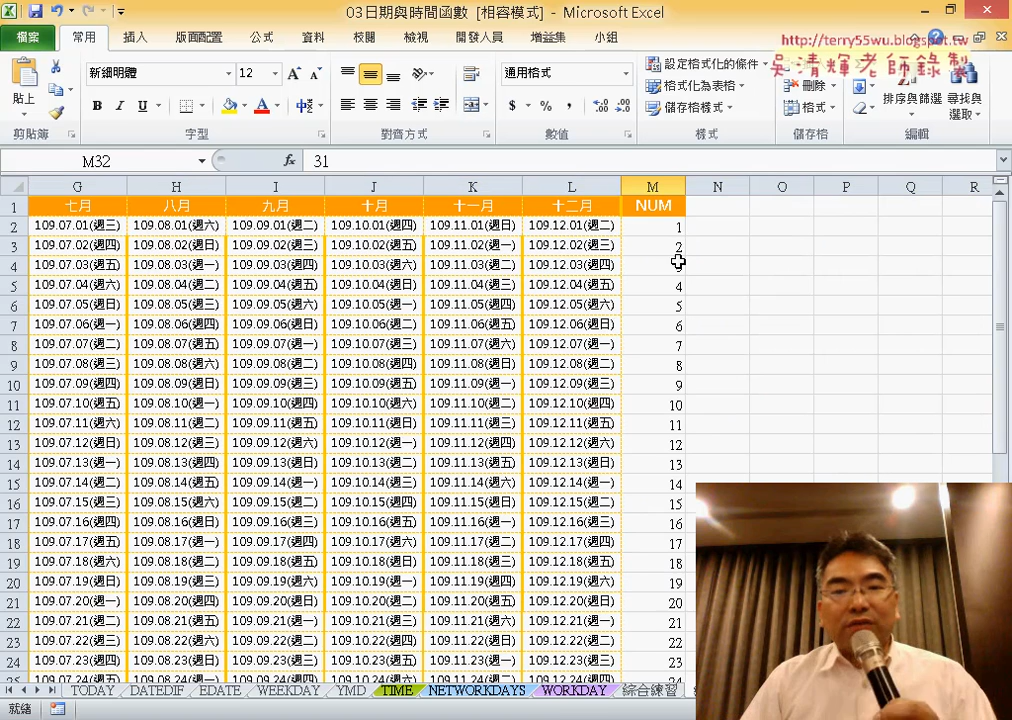 03日期與時間函數 [相容模式] - Microsoft Excel
檔案 常用 插入 版面配置 公式 資料 校閱 檢視 開發人員 增益集 小組
http://terry55wu.blogspot.tw
吳清輝老師錄製
貼上 新細明體 12 通用格式 設定格式化的條件 格式化為表格 儲存格樣式 刪除 格式 排序與篩選 尋找與選取
剪貼簿 字型 對齊方式 數值 樣式 儲存格 編輯
M32 fx 31
G H I J K L M N O P Q R
1 七月 八月 九月 十月 十一月 十二月 NUM
2 109.07.01(週三) 109.08.01(週六) 109.09.01(週二) 109.10.01(週四) 109.11.01(週日) 109.12.01(週二) 1
3 109.07.02(週四) 109.08.02(週日) 109.09.02(週三) 109.10.02(週五) 109.11.02(週一) 109.12.02(週三) 2
4 109.07.03(週五) 109.08.03(週一) 109.09.03(週四) 109.10.03(週六) 109.11.03(週二) 109.12.03(週四)
5 109.07.04(週六) 109.08.04(週二) 109.09.04(週五) 109.10.04(週日) 109.11.04(週三) 109.12.04(週五) 4
6 109.07.05(週日) 109.08.05(週三) 109.09.05(週六) 109.10.05(週一) 109.11.05(週四) 109.12.05(週六) 5
7 109.07.06(週一) 109.08.06(週四) 109.09.06(週日) 109.10.06(週二) 109.11.06(週五) 109.12.06(週日) 6
8 109.07.07(週二) 109.08.07(週五) 109.09.07(週一) 109.10.07(週三) 109.11.07(週六) 109.12.07(週一) 7
9 109.07.08(週三) 109.08.08(週六) 109.09.08(週二) 109.10.08(週四) 109.11.08(週日) 109.12.08(週二) 8
10 109.07.09(週四) 109.08.09(週日) 109.09.09(週三) 109.10.09(週五) 109.11.09(週一) 109.12.09(週三) 9
11 109.07.10(週五) 109.08.10(週一) 109.09.10(週四) 109.10.10(週六) 109.11.10(週二) 109.12.10(週四) 10
12 109.07.11(週六) 109.08.11(週二) 109.09.11(週五) 109.10.11(週日) 109.11.11(週三) 109.12.11(週五) 11
13 109.07.12(週日) 109.08.12(週三) 109.09.12(週六) 109.10.12(週一) 109.11.12(週四) 109.12.12(週六) 12
14 109.07.13(週一) 109.08.13(週四) 109.09.13(週日) 109.10.13(週二) 109.11.13(週五) 109.12.13(週日) 13
15 109.07.14(週二) 109.08.14(週五) 109.09.14(週一) 109.10.14(週三) 109.11.14(週六) 109.12.14(週一) 14
16 109.07.15(週三) 109.08.15(週六) 109.09.15(週二) 109.10.15(週四) 109.11.15(週日) 109.12.15(週二) 15
17 109.07.16(週四) 109.08.16(週日) 109.09.16(週三) 109.10.16(週五) 109.11.16(週一) 109.12.16(週三) 16
18 109.07.17(週五) 109.08.17(週一) 109.09.17(週四) 109.10.17(週六) 109.11.17(週二) 109.12.17(週四) 17
19 109.07.18(週六) 109.08.18(週二) 109.09.18(週五) 109.10.18(週日) 109.11.18(週三) 109.12.18(週五) 18
20 109.07.19(週日) 109.08.19(週三) 109.09.19(週六) 109.10.19(週一) 109.11.19(週四) 109.12.19(週六) 19
21 109.07.20(週一) 109.08.20(週四) 109.09.20(週日) 109.10.20(週二) 109.11.20(週五) 109.12.20(週日) 20
22 109.07.21(週二) 109.08.21(週五) 109.09.21(週一) 109.10.21(週三) 109.11.21(週六) 109.12.21(週一) 21
23 109.07.22(週三) 109.08.22(週六) 109.09.22(週二) 109.10.22(週四) 109.11.22(週日) 109.12.22(週二) 22
24 109.07.23(週四) 109.08.23(週日) 109.09.23(週三) 109.10.23(週五) 109.11.23(週一) 109.12.23(週三) 23
TODAY DATEDIF EDATE WEEKDAY YMD TIME NETWORKDAYS WORKDAY 綜合練習
就緒